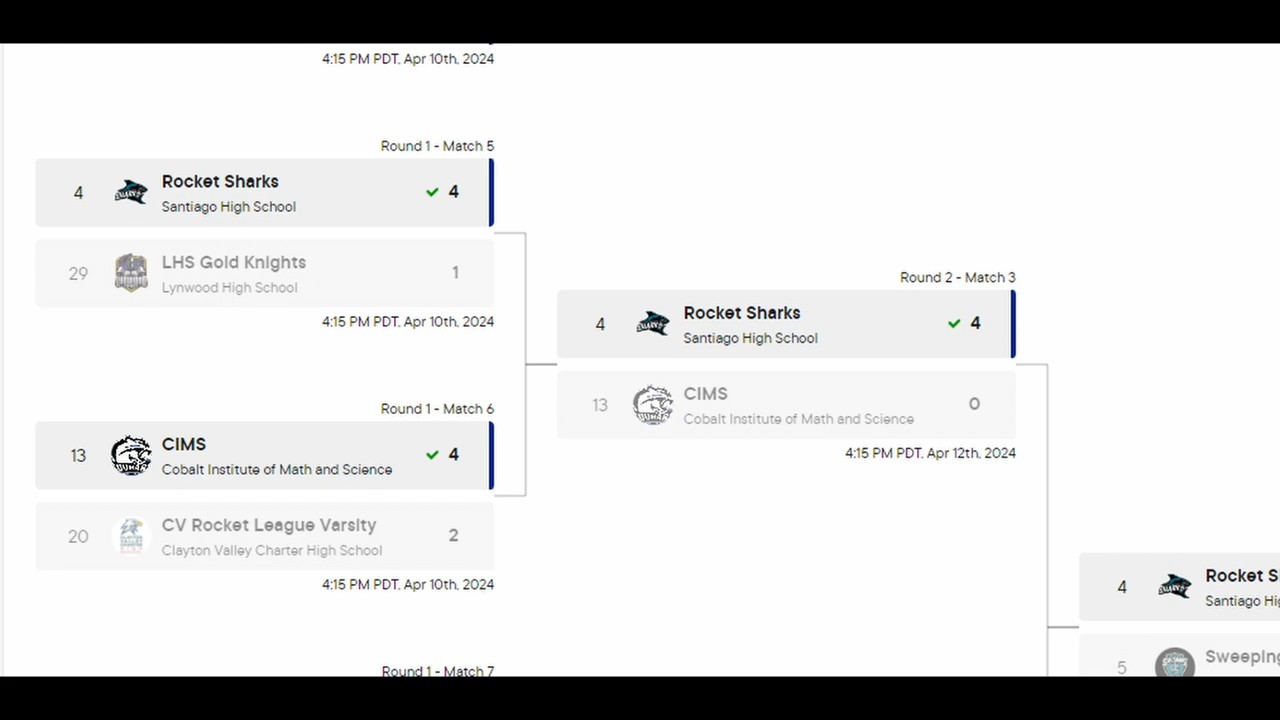 4:15 PM PDT, Apr 10th, 2024
Round 1 - Match 5
4 Rocket Sharks 4
Santiago High School
29 LHS Gold Knights 1
Lynwood High School
4:15 PM PDT, Apr 10th, 2024
Round 2 - Match 3
4 Rocket Sharks 4
Santiago High School
13 CIMS 0
Cobalt Institute of Math and Science
4:15 PM PDT, Apr 12th, 2024
Round 1 - Match 6
13 CIMS 4
Cobalt Institute of Math and Science
20 CV Rocket League Varsity 2
Clayton Valley Charter High School
4:15 PM PDT, Apr 10th, 2024
4 Rocket S
Santiago Hig
5 Sweeping
Round 1 - Match 7